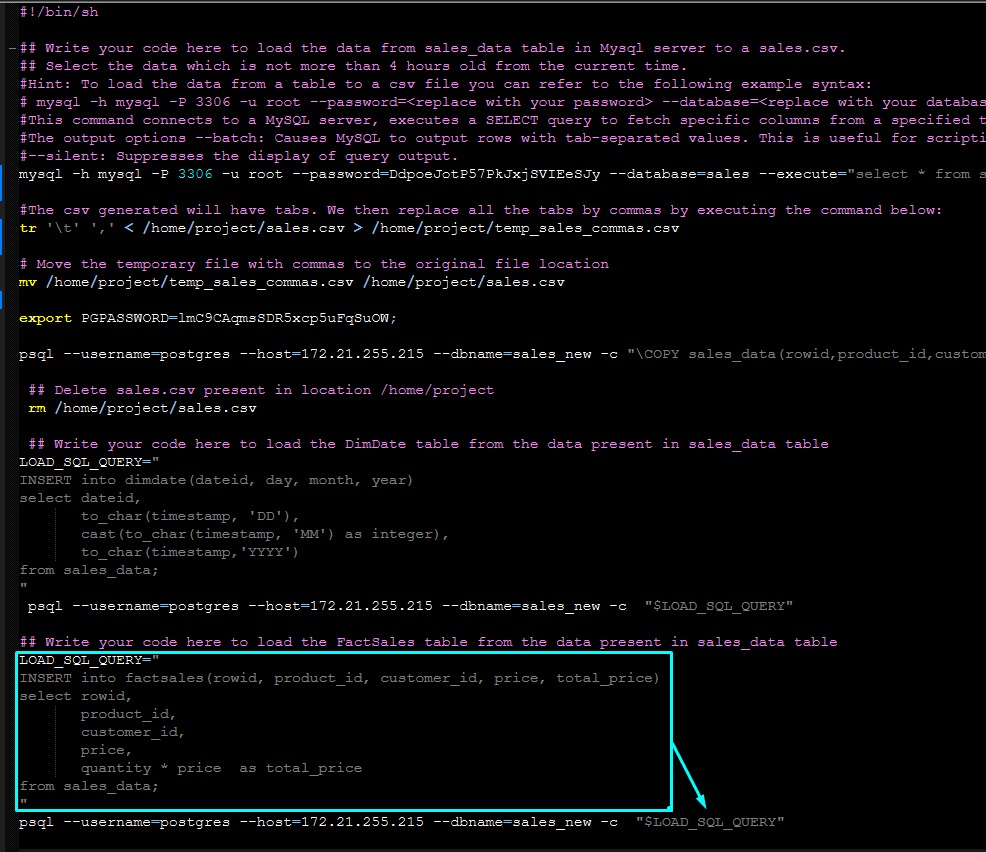 #!/bin/sh
## Write your code here to load the data from sales_data table in Mysql server to a sales.csv.
## Select the data which is not more than 4 hours old from the current time.
#Hint: To load the data from a table to a csv file you can refer to the following example syntax:
# mysql -h mysql -P 3306 -u root --password=<replace with your password> --database=<replace with your databas
#This command connects to a MySQL server, executes a SELECT query to fetch specific columns from a specified t
#The output options --batch: Causes MySQL to output rows with tab-separated values. This is useful for scripti
#--silent: Suppresses the display of query output.
mysql -h mysql -P 3306 -u root --password=DdpoeJotP57PkJxjSVIEeSJy --database=sales --execute="select * from s
#The csv generated will have tabs. We then replace all the tabs by commas by executing the command below:
tr '\t' ',' < /home/project/sales.csv > /home/project/temp_sales_commas.csv
# Move the temporary file with commas to the original file location
mv /home/project/temp_sales_commas.csv /home/project/sales.csv
export PGPASSWORD=lmC9CAqmsSDR5xcp5uFqSuOW;
psql --username=postgres --host=172.21.255.215 --dbname=sales_new -c "\COPY sales_data(rowid,product_id,custom
## Delete sales.csv present in location /home/project
rm /home/project/sales.csv
## Write your code here to load the DimDate table from the data present in sales_data table
LOAD_SQL_QUERY="
INSERT into dimdate(dateid, day, month, year)
select dateid,
to_char(timestamp, 'DD'),
cast(to_char(timestamp, 'MM') as integer),
to_char(timestamp,'YYYY')
from sales_data;
"
psql --username=postgres --host=172.21.255.215 --dbname=sales_new -c  "$LOAD_SQL_QUERY"
## Write your code here to load the FactSales table from the data present in sales_data table
LOAD_SQL_QUERY="
INSERT into factsales(rowid, product_id, customer_id, price, total_price)
select rowid,
product_id,
customer_id,
price,
quantity * price  as total_price
from sales_data;
"
psql --username=postgres --host=172.21.255.215 --dbname=sales_new -c  "$LOAD_SQL_QUERY"